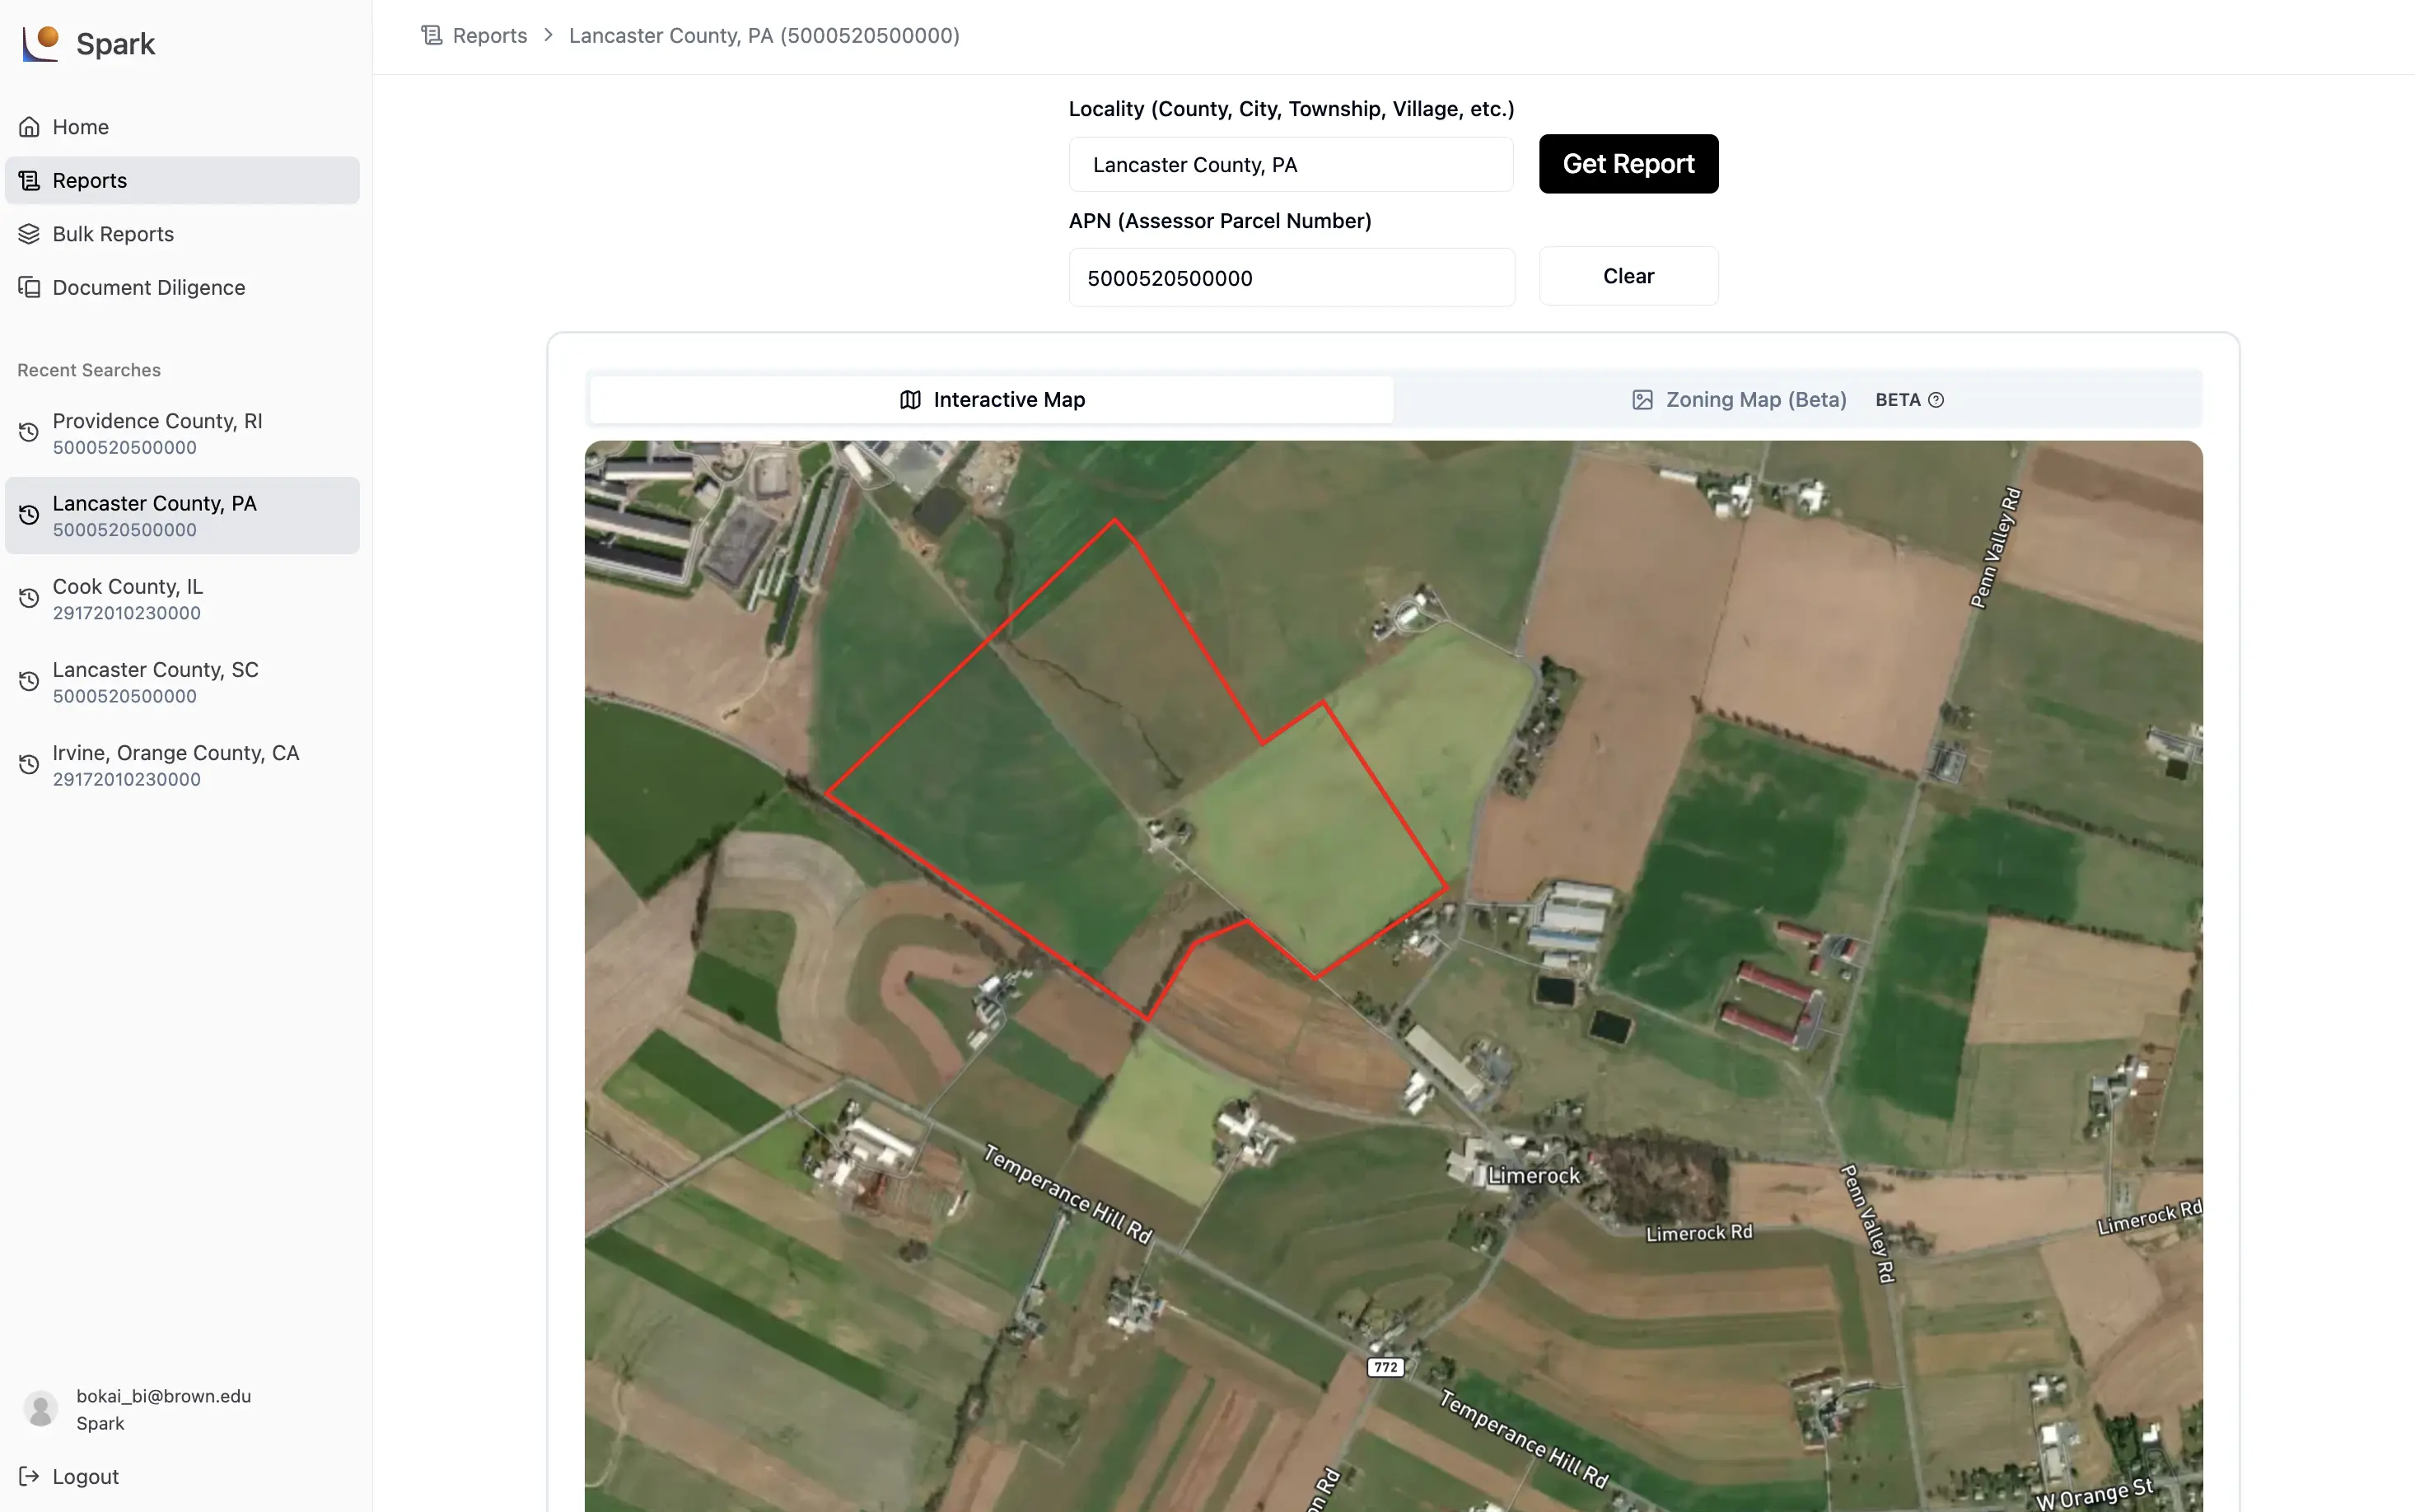 Spark
Home
Reports
Bulk Reports
Document Diligence
Recent Searches
Providence County, RI
5000520500000
Lancaster County, PA
5000520500000
Cook County, IL
29172010230000
Lancaster County, SC
5000520500000
Irvine, Orange County, CA
29172010230000
bokai_bi@brown.edu
Spark
Logout
Reports > Lancaster County, PA (5000520500000)
Locality (County, City, Township, Village, etc.)
Lancaster County, PA
Get Report
APN (Assessor Parcel Number)
5000520500000
Clear
Interactive Map
Zoning Map (Beta) BETA
Penn Valley Rd
Temperance Hill Rd
Limerock
Limerock Rd
Penn Valley Rd
Limerock Rd
772
Temperance Hill Rd
Rd
W Orange St